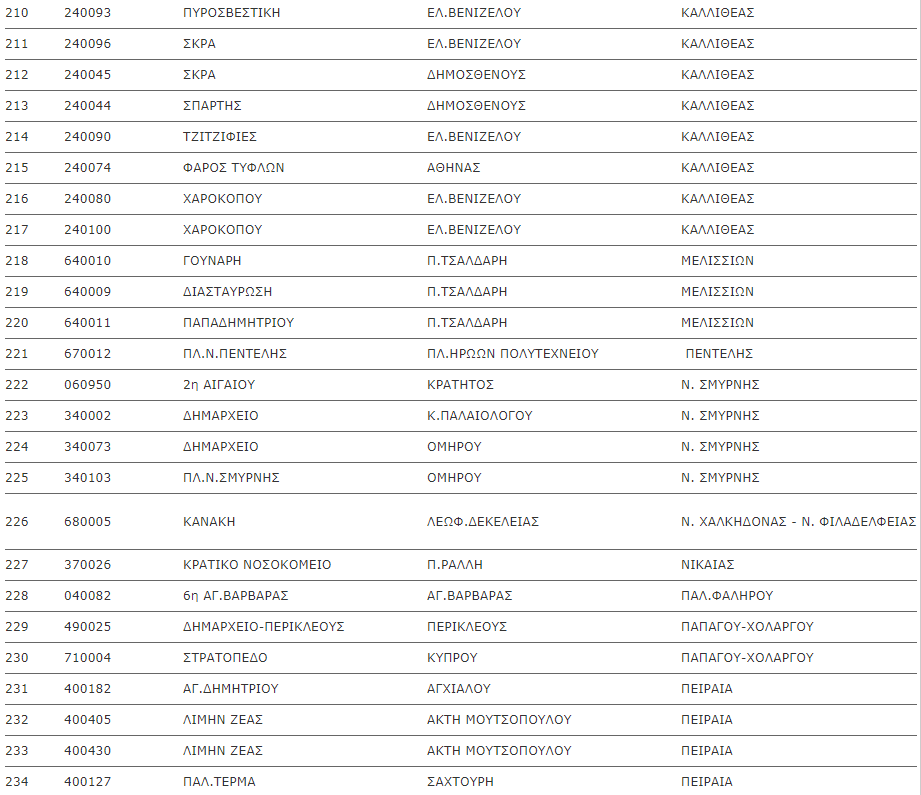 210 240093 ΠΥΡΟΣΒΕΣΤΙΚΗ ΕΛ.ΒΕΝΙΖΕΛΟΥ ΚΑΛΛΙΘΕΑΣ
211 240096 ΣΚΡΑ ΕΛ.ΒΕΝΙΖΕΛΟΥ ΚΑΛΛΙΘΕΑΣ
212 240045 ΣΚΡΑ ΔΗΜΟΣΘΕΝΟΥΣ ΚΑΛΛΙΘΕΑΣ
213 240044 ΣΠΑΡΤΗΣ ΔΗΜΟΣΘΕΝΟΥΣ ΚΑΛΛΙΘΕΑΣ
214 240090 ΤΖΙΤΖΙΦΙΕΣ ΕΛ.ΒΕΝΙΖΕΛΟΥ ΚΑΛΛΙΘΕΑΣ
215 240074 ΦΑΡΟΣ ΤΥΦΛΩΝ ΑΘΗΝΑΣ ΚΑΛΛΙΘΕΑΣ
216 240080 ΧΑΡΟΚΟΠΟΥ ΕΛ.ΒΕΝΙΖΕΛΟΥ ΚΑΛΛΙΘΕΑΣ
217 240100 ΧΑΡΟΚΟΠΟΥ ΕΛ.ΒΕΝΙΖΕΛΟΥ ΚΑΛΛΙΘΕΑΣ
218 640010 ΓΟΥΝΑΡΗ Π.ΤΣΑΛΔΑΡΗ ΜΕΛΙΣΣΙΩΝ
219 640009 ΔΙΑΣΤΑΥΡΩΣΗ Π.ΤΣΑΛΔΑΡΗ ΜΕΛΙΣΣΙΩΝ
220 640011 ΠΑΠΑΔΗΜΗΤΡΙΟΥ Π.ΤΣΑΛΔΑΡΗ ΜΕΛΙΣΣΙΩΝ
221 670012 ΠΛ.Ν.ΠΕΝΤΕΛΗΣ ΠΛ.ΗΡΩΩΝ ΠΟΛΥΤΕΧΝΕΙΟΥ ΠΕΝΤΕΛΗΣ
222 060950 2η ΑΙΓΑΙΟΥ ΚΡΑΤΗΤΟΣ Ν. ΣΜΥΡΝΗΣ
223 340002 ΔΗΜΑΡΧΕΙΟ Κ.ΠΑΛΑΙΟΛΟΓΟΥ Ν. ΣΜΥΡΝΗΣ
224 340073 ΔΗΜΑΡΧΕΙΟ ΟΜΗΡΟΥ Ν. ΣΜΥΡΝΗΣ
225 340103 ΠΛ.Ν.ΣΜΥΡΝΗΣ ΟΜΗΡΟΥ Ν. ΣΜΥΡΝΗΣ
226 680005 ΚΑΝΑΚΗ ΛΕΩΦ.ΔΕΚΕΛΕΙΑΣ Ν. ΧΑΛΚΗΔΟΝΑΣ - Ν. ΦΙΛΑΔΕΛΦΕΙΑΣ
227 370026 ΚΡΑΤΙΚΟ ΝΟΣΟΚΟΜΕΙΟ Π.ΡΑΛΛΗ ΝΙΚΑΙΑΣ
228 040082 6η ΑΓ.ΒΑΡΒΑΡΑΣ ΑΓ.ΒΑΡΒΑΡΑΣ ΠΑΛ.ΦΑΛΗΡΟΥ
229 490025 ΔΗΜΑΡΧΕΙΟ-ΠΕΡΙΚΛΕΟΥΣ ΠΕΡΙΚΛΕΟΥΣ ΠΑΠΑΓΟΥ-ΧΟΛΑΡΓΟΥ
230 710004 ΣΤΡΑΤΟΠΕΔΟ ΚΥΠΡΟΥ ΠΑΠΑΓΟΥ-ΧΟΛΑΡΓΟΥ
231 400182 ΑΓ.ΔΗΜΗΤΡΙΟΥ ΑΓΧΙΑΛΟΥ ΠΕΙΡΑΙΑ
232 400405 ΛΙΜΗΝ ΖΕΑΣ ΑΚΤΗ ΜΟΥΤΣΟΠΟΥΛΟΥ ΠΕΙΡΑΙΑ
233 400430 ΛΙΜΗΝ ΖΕΑΣ ΑΚΤΗ ΜΟΥΤΣΟΠΟΥΛΟΥ ΠΕΙΡΑΙΑ
234 400127 ΠΑΛ.ΤΕΡΜΑ ΣΑΧΤΟΥΡΗ ΠΕΙΡΑΙΑ